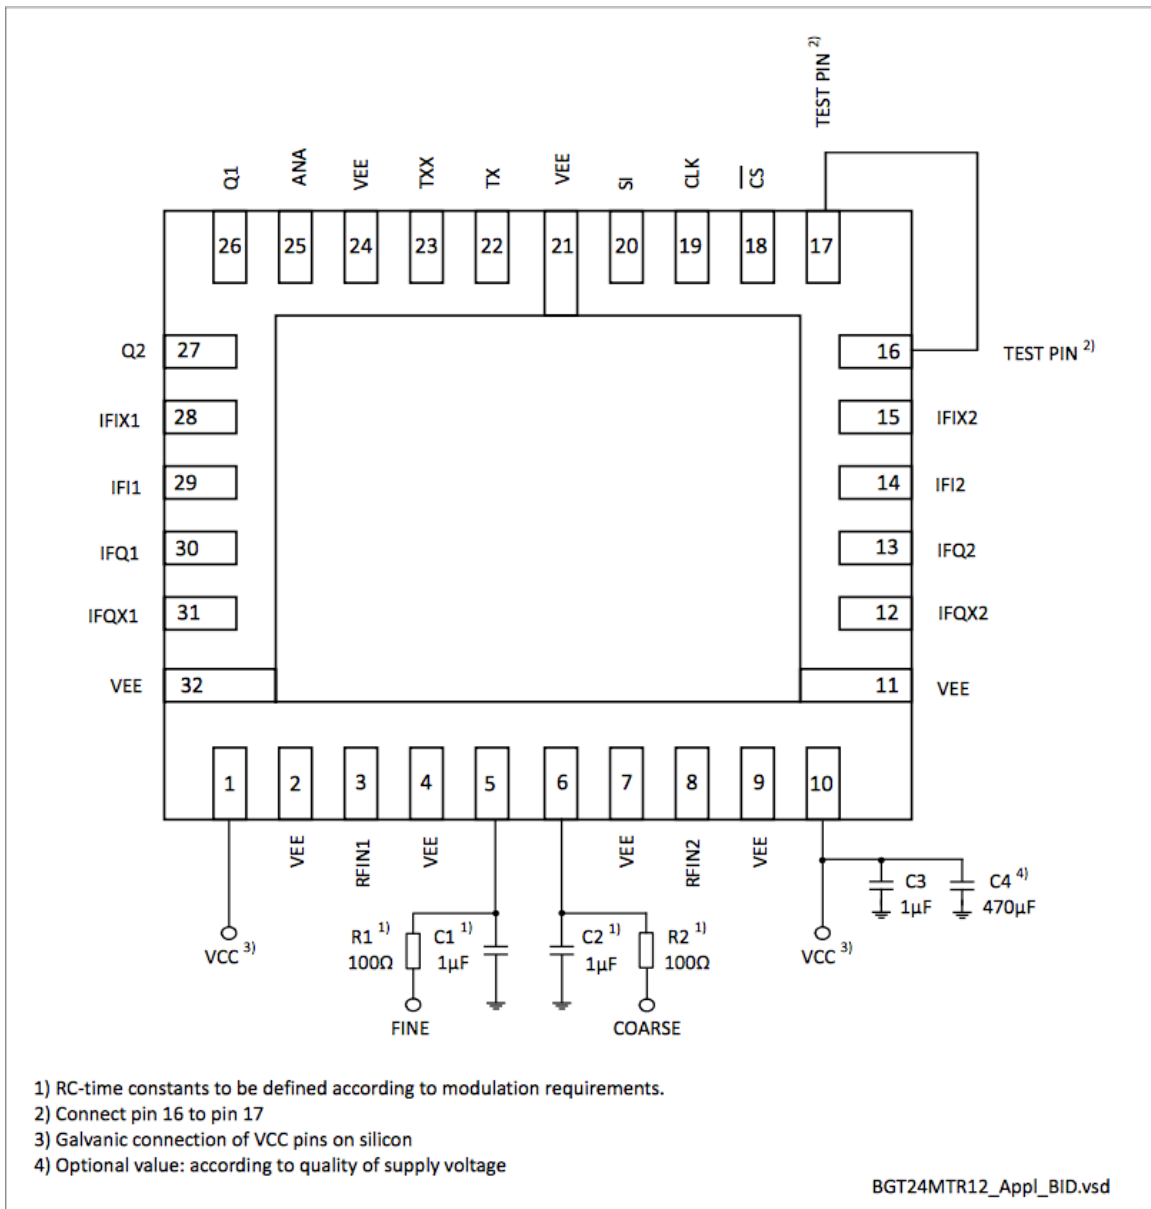 TEST PIN 2)
Q1 ANA VEE TXX TX VEE SI CLK CS
26 25 24 23 22 21 20 19 18 17
Q2 27 16 TEST PIN 2)
IFIX1 28 15 IFIX2
IFI1 29 14 IFI2
IFQ1 30 13 IFQ2
IFQX1 31 12 IFQX2
VEE 32 11 VEE
1 2 3 4 5 6 7 8 9 10
VEE RFIN1 VEE VEE RFIN2 VEE
C3 C4 4)
1µF 470µF
R1 1) C1 1) C2 1) R2 1)
100Ω 1µF 1µF 100Ω
VCC 3) VCC 3)
FINE COARSE
1) RC-time constants to be defined according to modulation requirements.
2) Connect pin 16 to pin 17
3) Galvanic connection of VCC pins on silicon
4) Optional value: according to quality of supply voltage
BGT24MTR12_Appl_BID.vsd